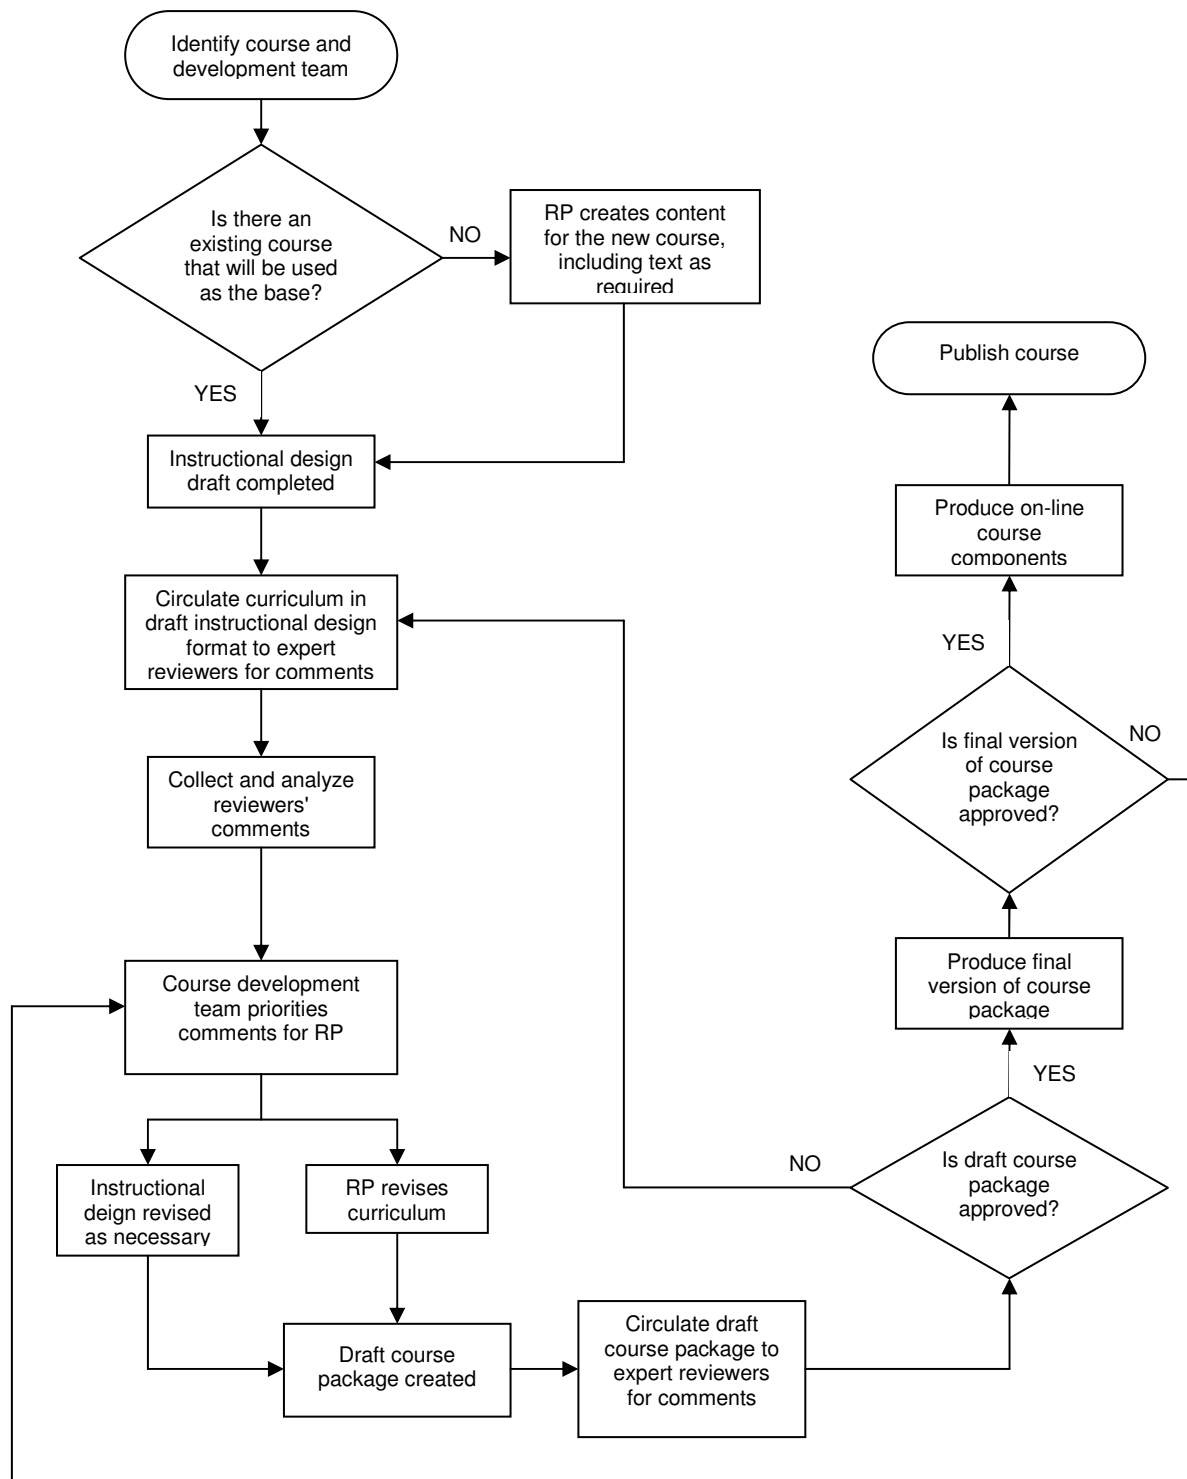 Identify course and
development team
Is there an
existing course
that will be used
as the base?
NO
RP creates content
for the new course,
including text as
required
YES
Instructional design
draft completed
Circulate curriculum in
draft instructional design
format to expert
reviewers for comments
Collect and analyze
reviewers'
comments
Course development
team priorities
comments for RP
Instructional
deign revised
as necessary
RP revises
curriculum
Draft course
package created
Circulate draft
course package to
expert reviewers
for comments
Is draft course
package
approved?
NO
YES
Produce final
version of course
package
Is final version
of course
package
approved?
NO
YES
Produce on-line
course
components
Publish course